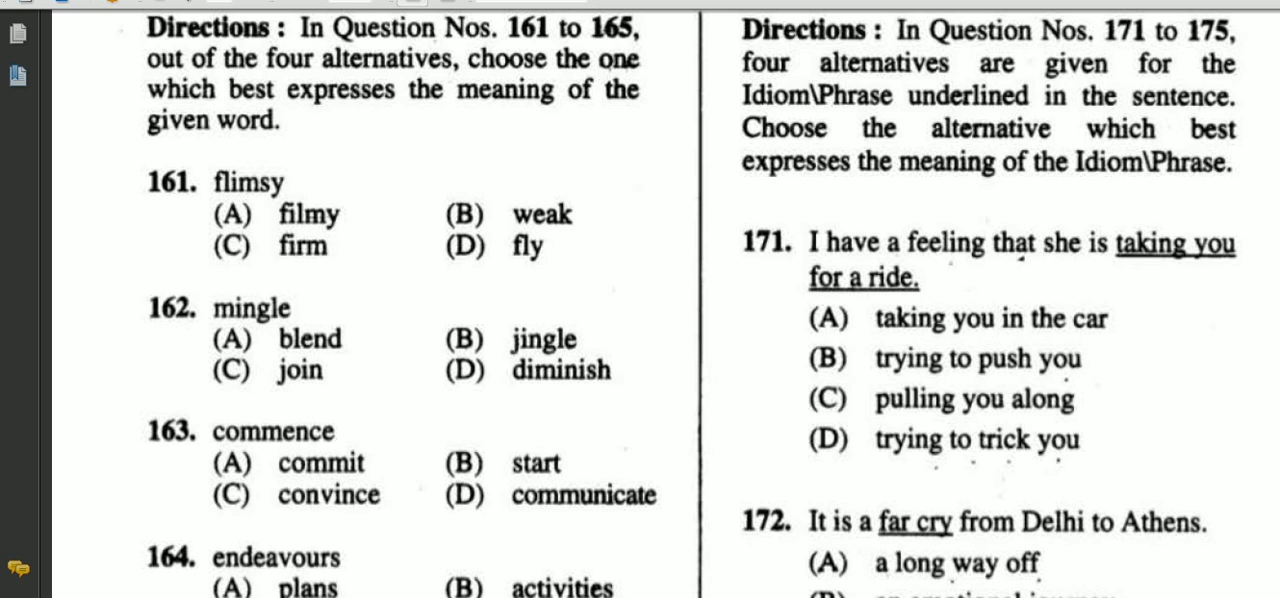 Directions : In Question Nos. 161 to 165,
out of the four alternatives, choose the one
which best expresses the meaning of the
given word.
161. flimsy
(A) filmy (B) weak
(C) firm (D) fly
162. mingle
(A) blend (B) jingle
(C) join (D) diminish
163. commence
(A) commit (B) start
(C) convince (D) communicate
164. endeavours
(A) plans (B) activities
Directions : In Question Nos. 171 to 175,
four alternatives are given for the
Idiom\Phrase underlined in the sentence.
Choose the alternative which best
expresses the meaning of the Idiom\Phrase.
171. I have a feeling that she is taking you
for a ride.
(A) taking you in the car
(B) trying to push you
(C) pulling you along
(D) trying to trick you
172. It is a far cry from Delhi to Athens.
(A) a long way off